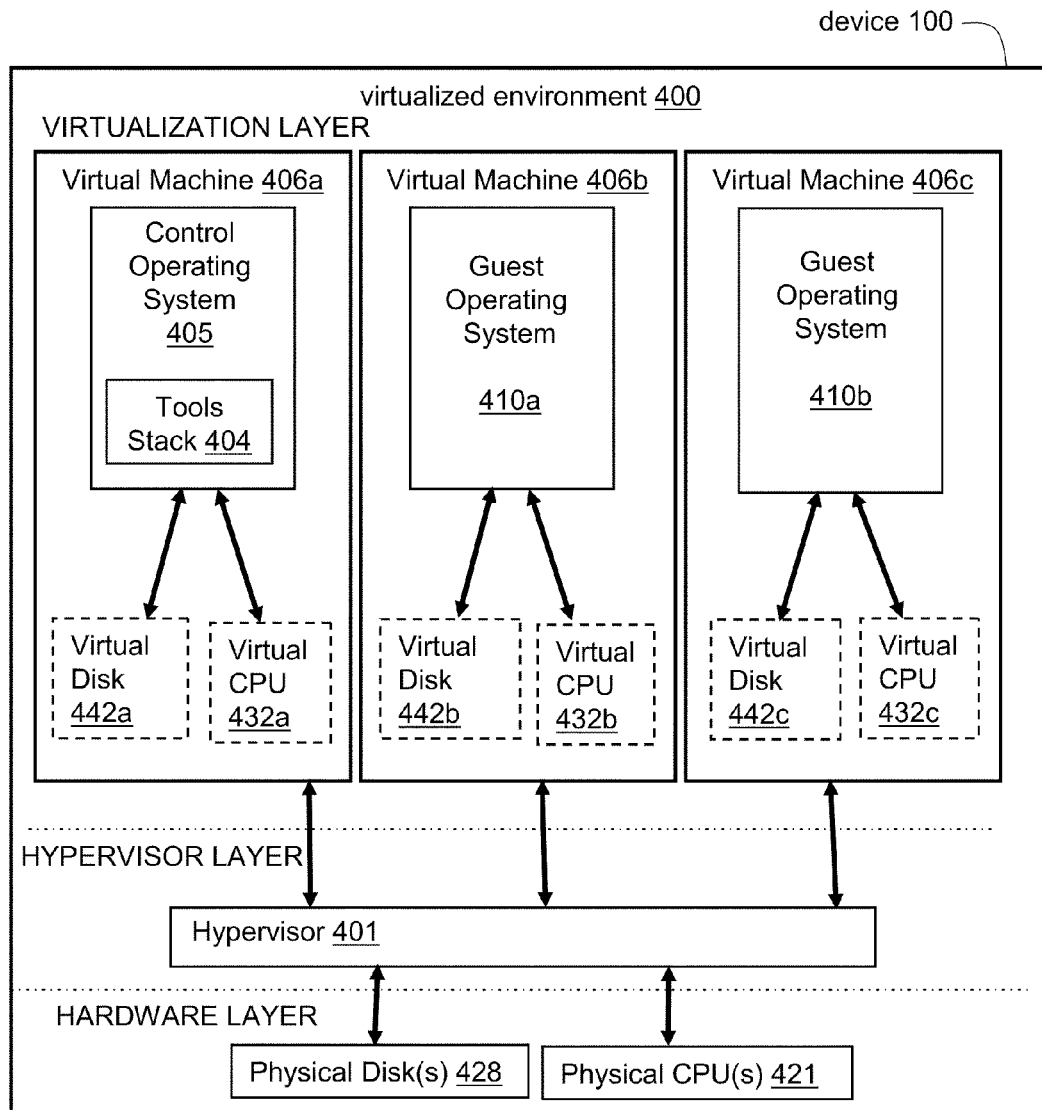 device 100
virtualized environment 400
VIRTUALIZATION LAYER
Virtual Machine 406a
Control
Operating
System
405
Tools
Stack 404
Virtual
Disk
442a
Virtual
CPU
432a
Virtual Machine 406b
Guest
Operating
System
410a
Virtual
Disk
442b
Virtual
CPU
432b
Virtual Machine 406c
Guest
Operating
System
410b
Virtual
Disk
442c
Virtual
CPU
432c
HYPERVISOR LAYER
Hypervisor 401
HARDWARE LAYER
Physical Disk(s) 428
Physical CPU(s) 421